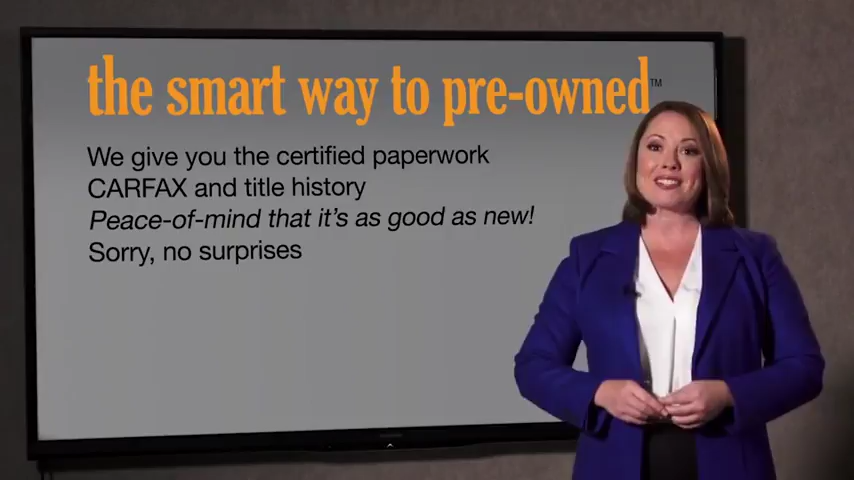 the smart way to pre-owned™
We give you the certified paperwork
CARFAX and title history
Peace-of-mind that it's as good as new!
Sorry, no surprises